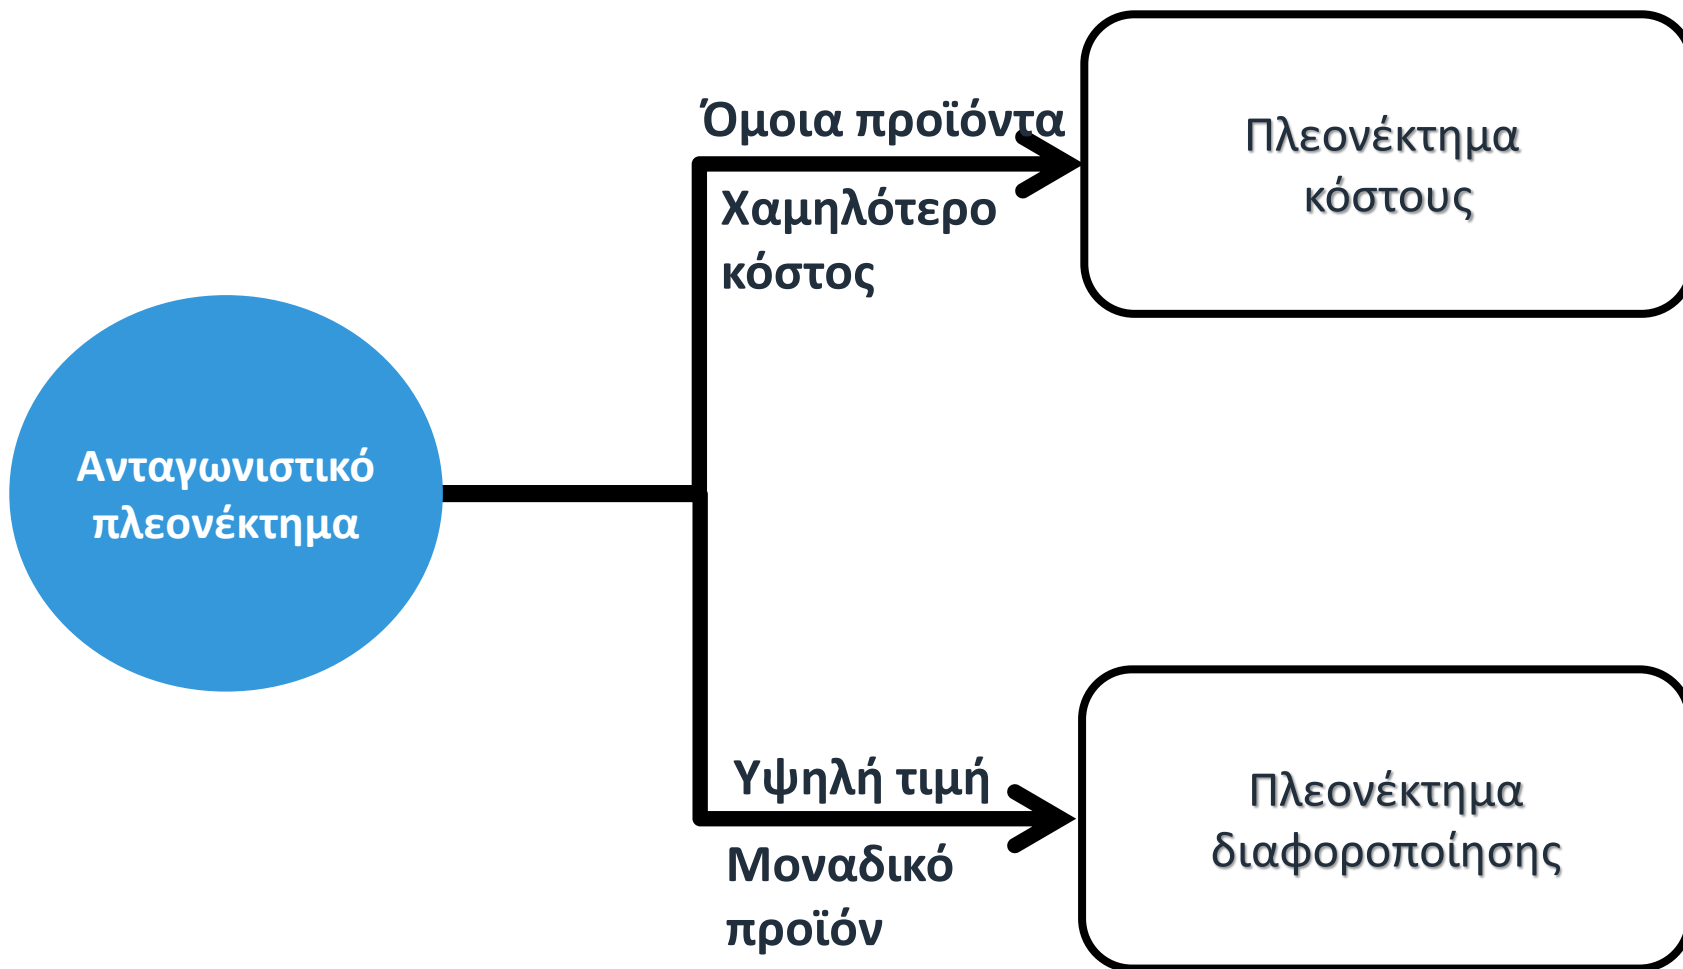 Όμοια προϊόντα
Χαμηλότερο
κόστος
Πλεονέκτημα
κόστους
Ανταγωνιστικό
πλεονέκτημα
Υψηλή τιμή
Μοναδικό
προϊόν
Πλεονέκτημα
διαφοροποίησης